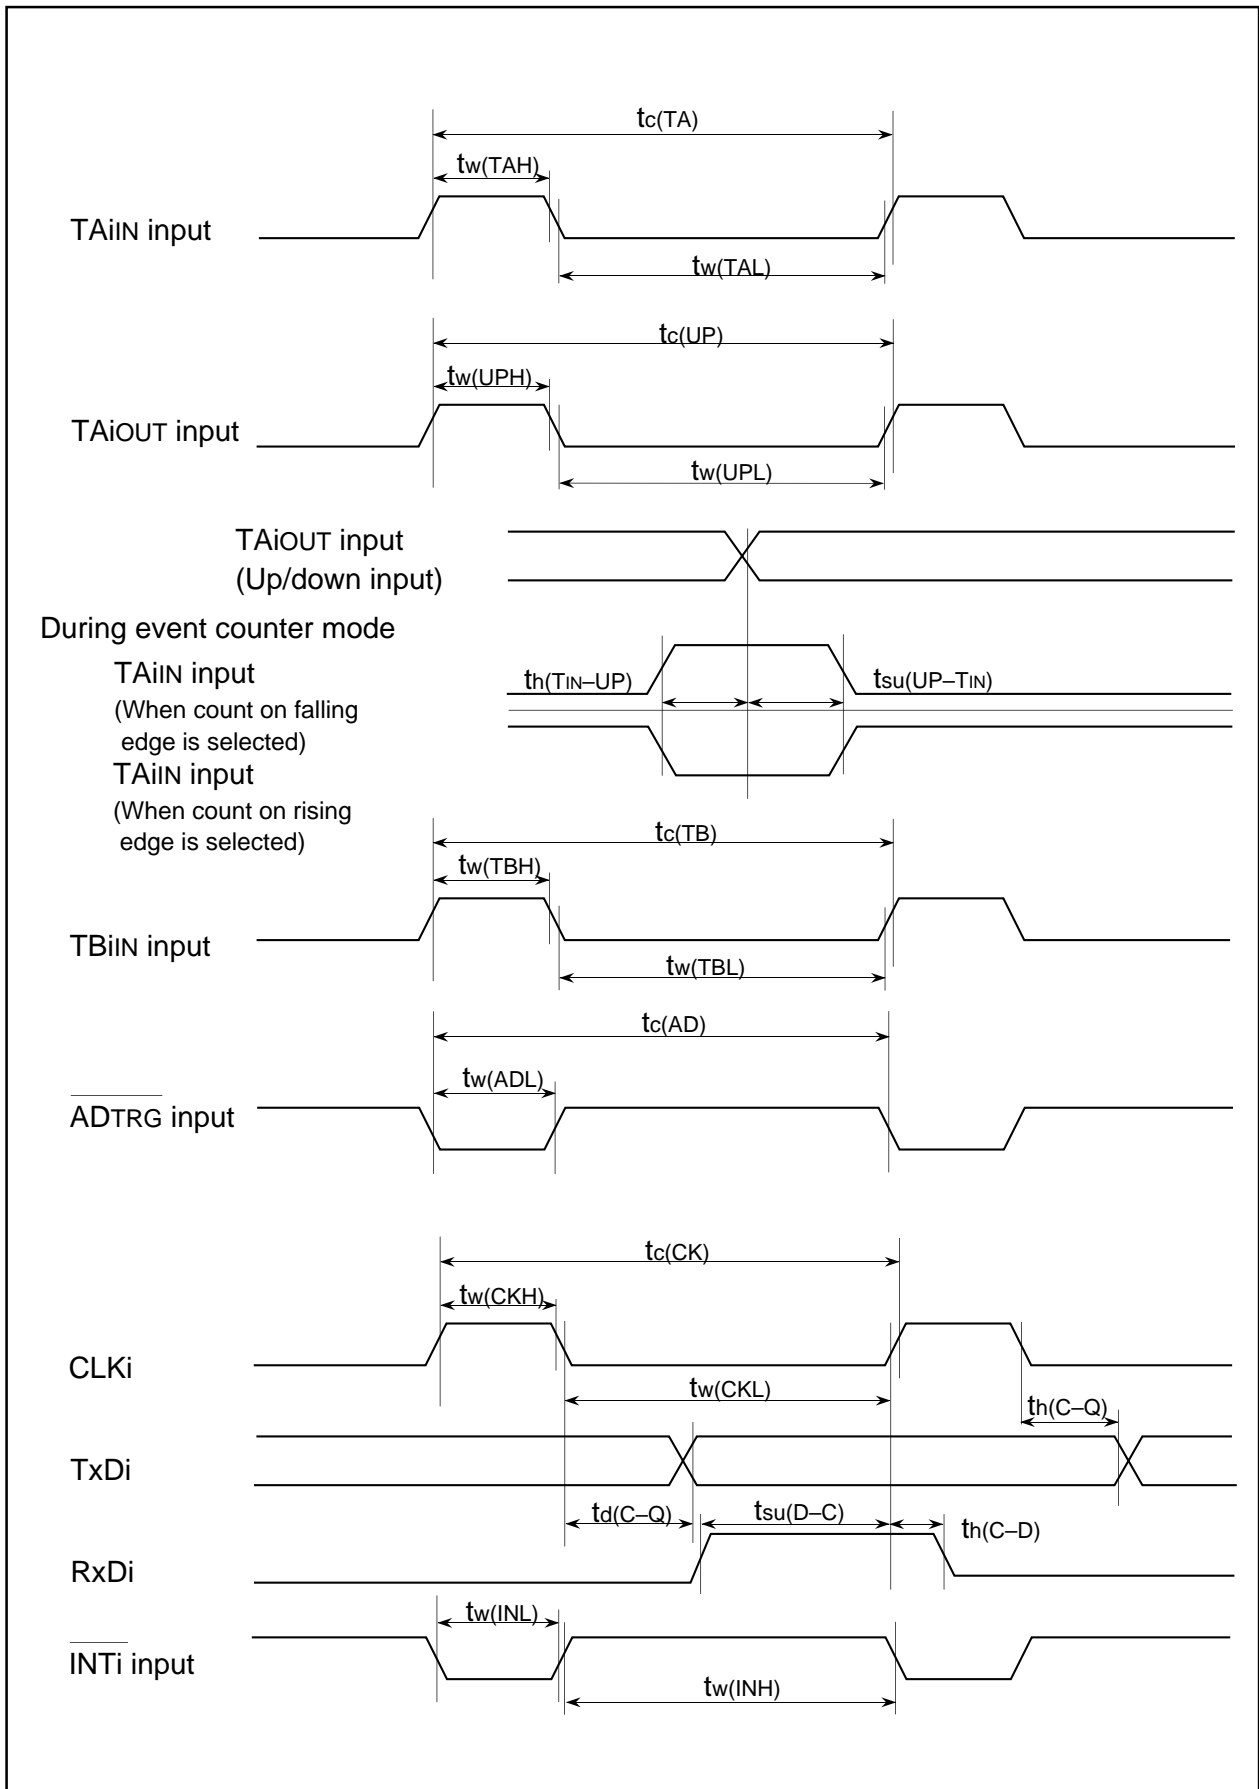 tc(TA)
tw(TAH)
TAiIN input
tw(TAL)
tc(UP)
tw(UPH)
TAiOUT input
tw(UPL)
TAiOUT input
(Up/down input)
During event counter mode
TAiIN input
(When count on falling
edge is selected)
th(TIN–UP)
tsu(UP–TIN)
TAiIN input
(When count on rising
edge is selected)
tc(TB)
tw(TBH)
TBiIN input
tw(TBL)
tc(AD)
tw(ADL)
ADTRG input
tc(CK)
tw(CKH)
CLKi
tw(CKL)
th(C–Q)
TxDi
td(C–Q)
tsu(D–C)
th(C–D)
RxDi
tw(INL)
INTi input
tw(INH)